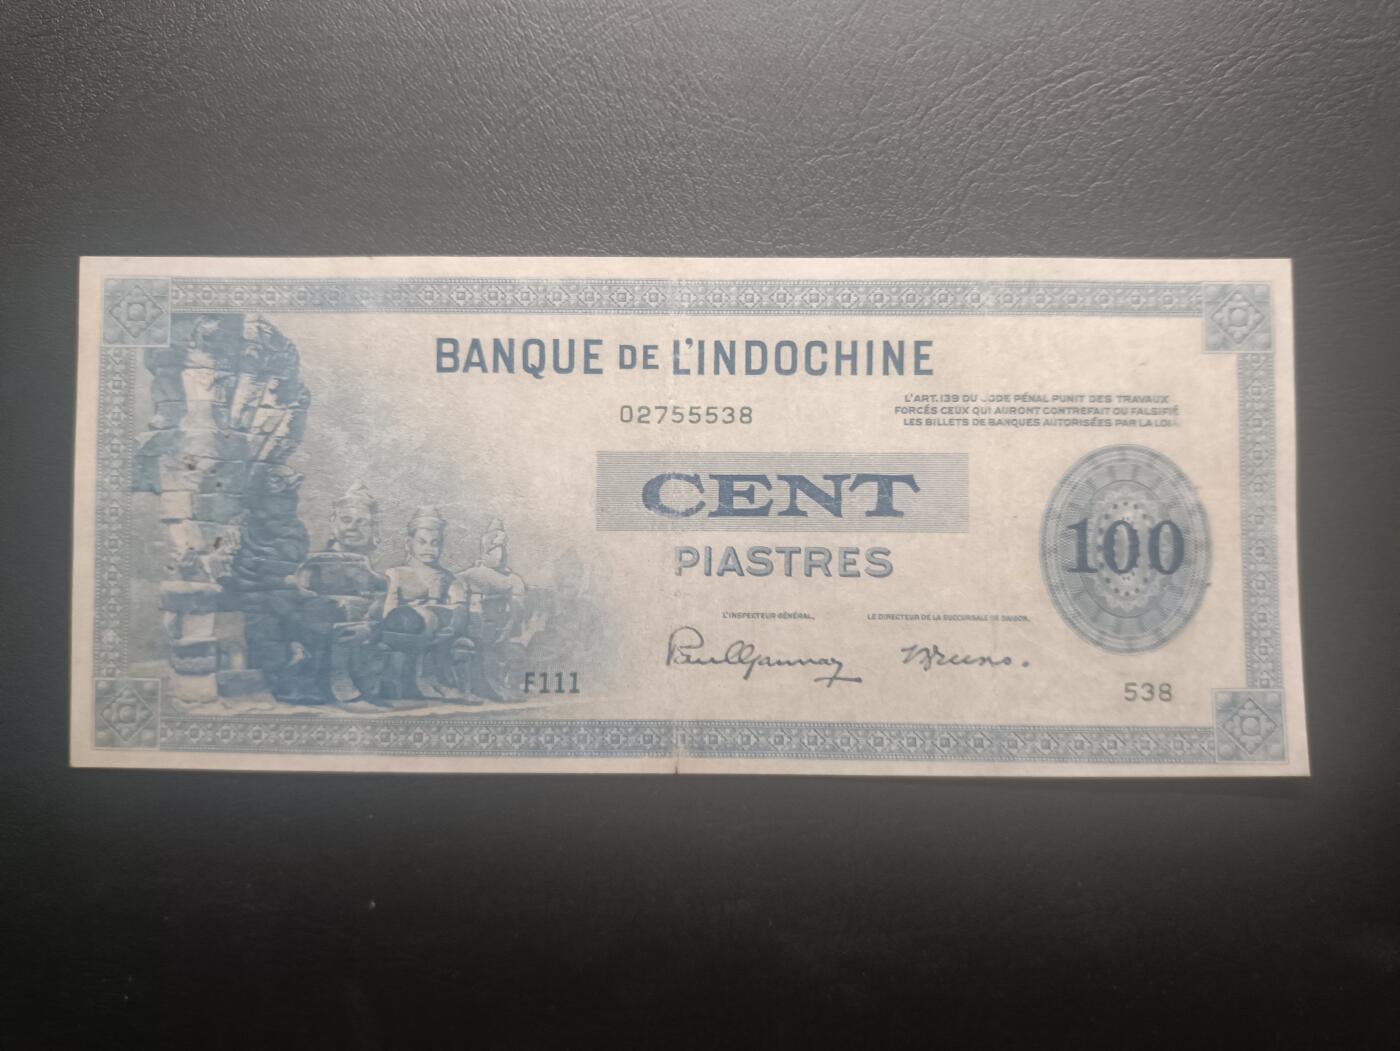 BANQUE DE L'INDOCHINE
02755538
L'ART.139 DU CODE PÉNAL PUNIT DES TRAVAUX
FORCÉS CEUX QUI AURONT CONTREFAIT OU FALSIFIÉ
LES BILLETS DE BANQUES AUTORISÉES PAR LA LOI.
CENT
PIASTRES
100
L'INSPECTEUR GÉNÉRAL,
LE DIRECTEUR DE LA SUCCURSALE DE SAIGON,
F111
538